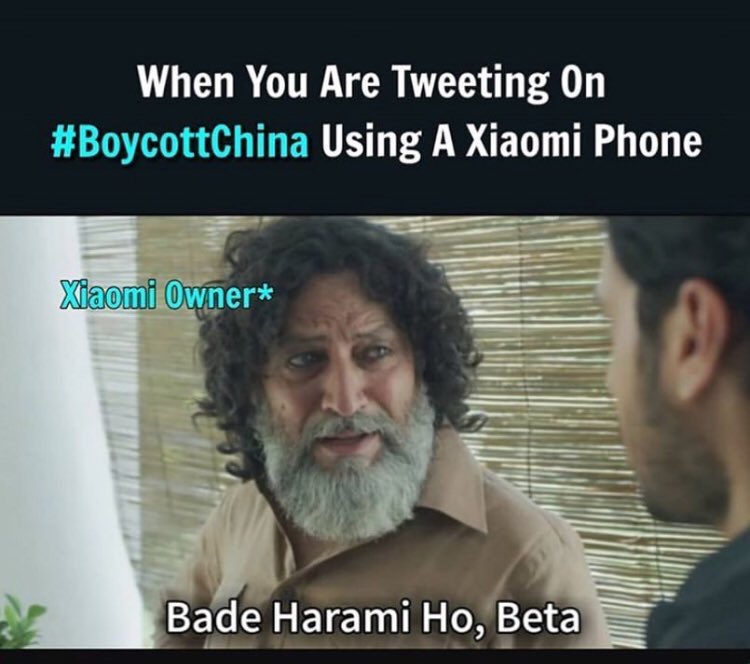 When You Are Tweeting On
#BoycottChina Using A Xiaomi Phone
Xiaomi Owner*
Bade Harami Ho, Beta